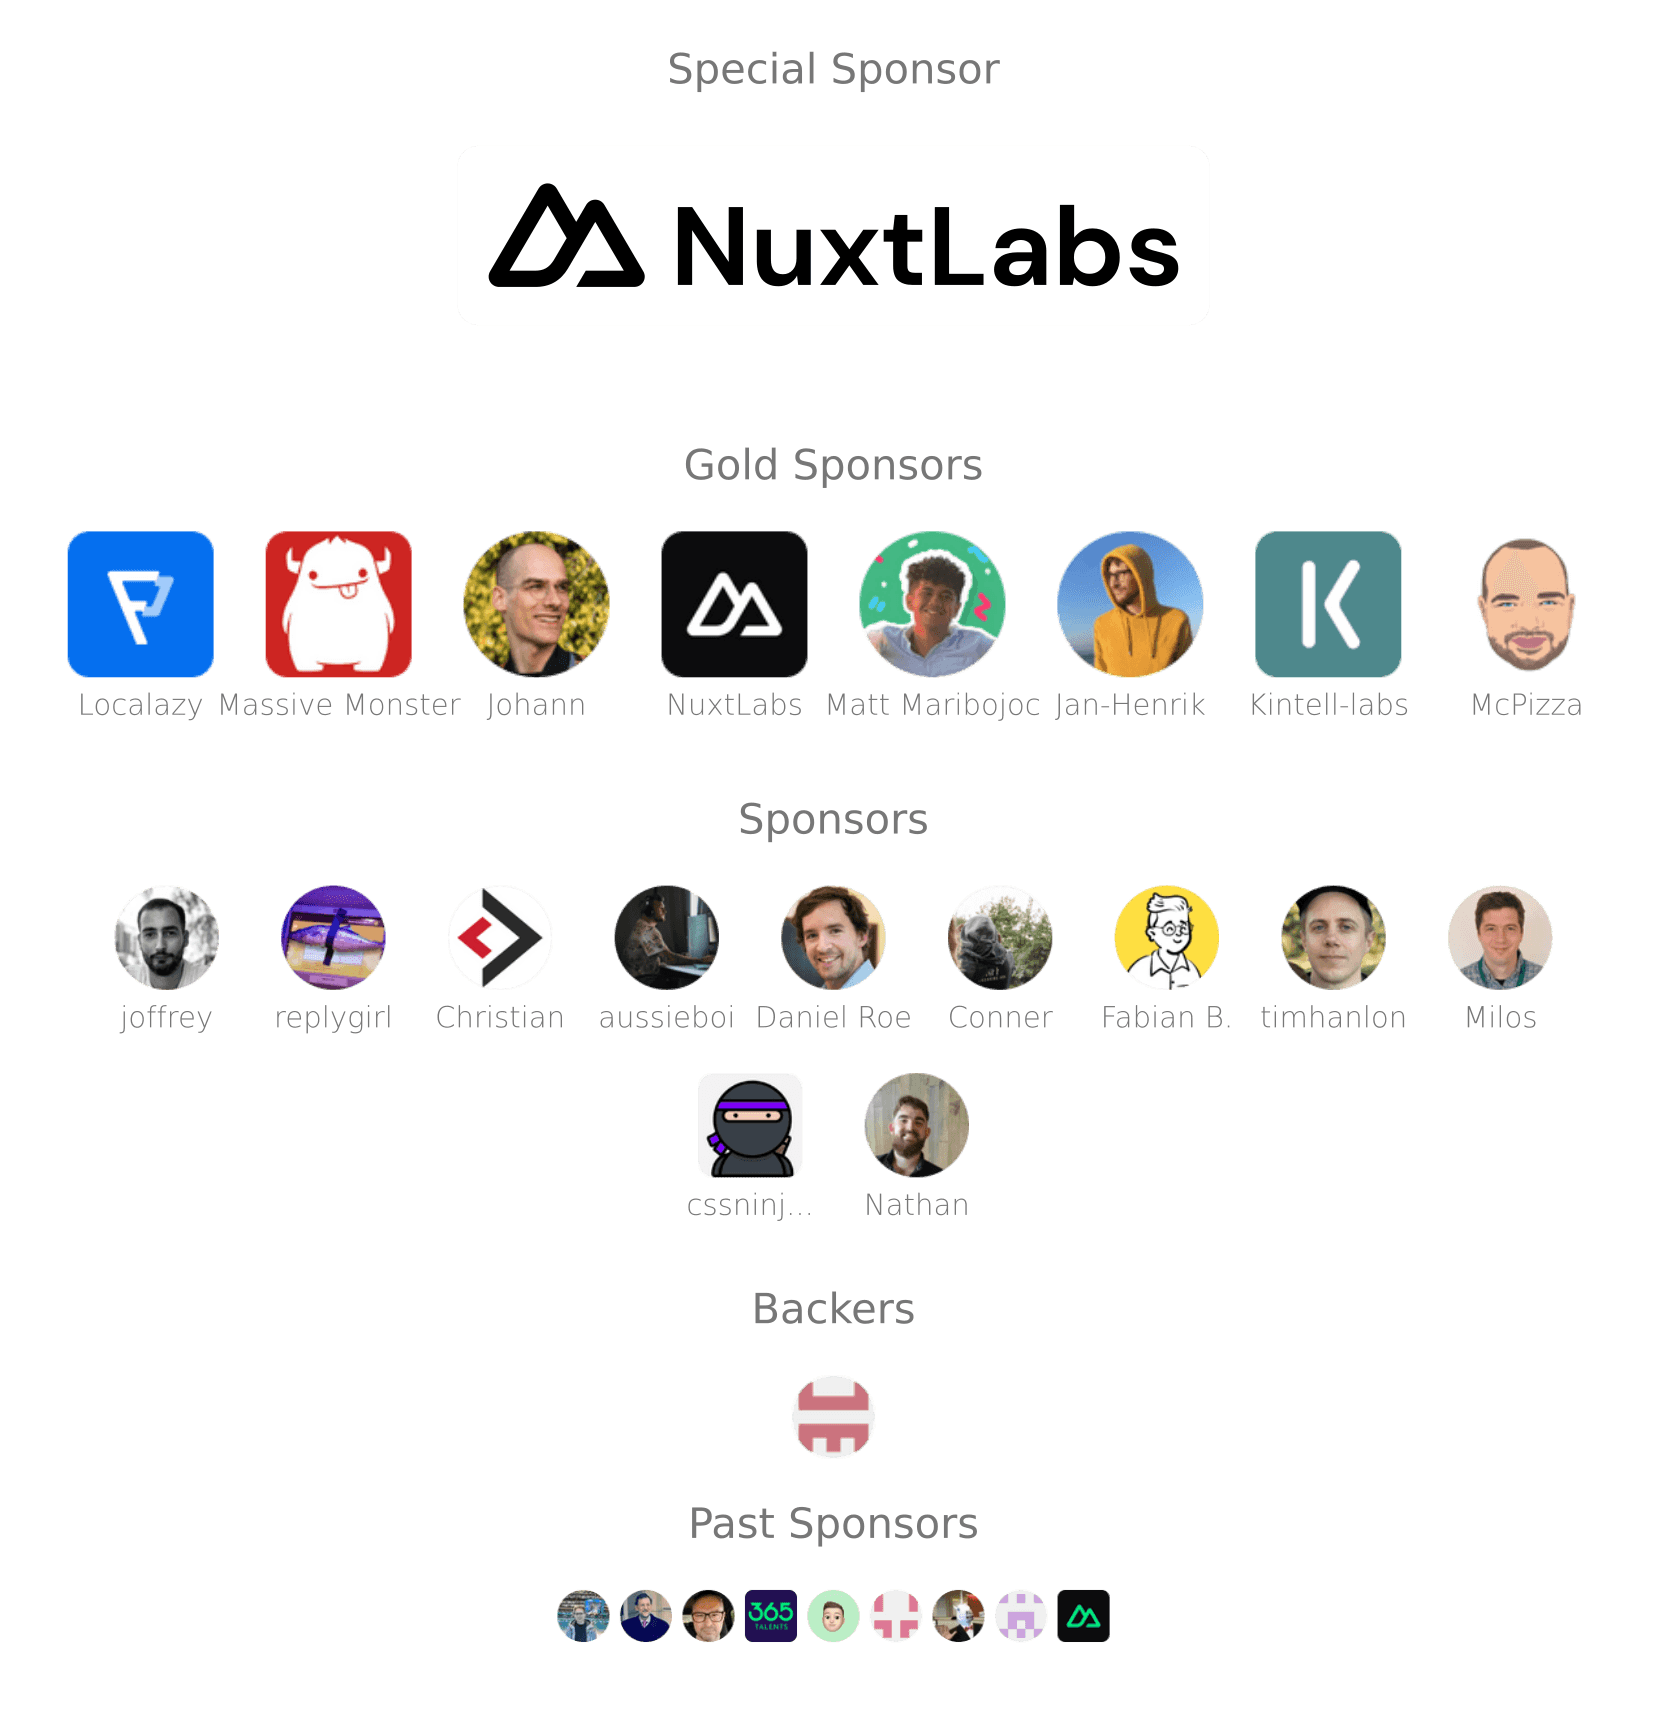 Special Sponsor
NuxtLabs
Gold Sponsors
Localazy Massive Monster Johann NuxtLabs Matt Maribojoc Jan-Henrik Kintell-labs McPizza
Sponsors
joffrey replygirl Christian aussieboi Daniel Roe Conner Fabian B. timhanlon Milos
cssninj... Nathan
Backers
Past Sponsors
365
TALENTS